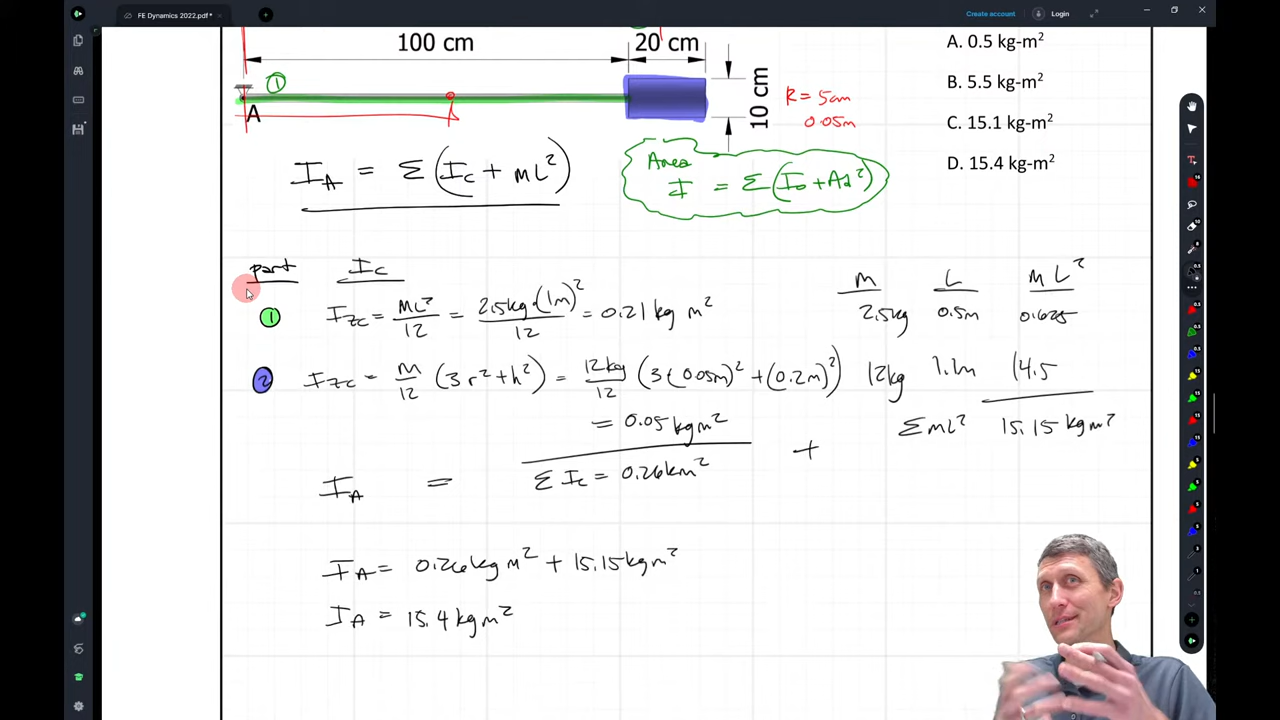 FE Dynamics 2022.pdf*
Create account
Login
100 cm
20 cm
10 cm
A
1
R = 5cm
0.05m
A. 0.5 kg-m²
B. 5.5 kg-m²
C. 15.1 kg-m²
D. 15.4 kg-m²
I_A = Σ(I_C + mL²)
Area
I = Σ(I_o + Ad²)
part I_C M L ML²
1 I_ZC = ML²/12 = 2.5kg·(1m)²/12 = 0.21 kg m² 2.5kg 0.5m 0.625
2 I_ZC = M/12 (3r²+h²) = 12kg/12 (3(0.05m)² + (0.2m)²) 12kg 1.1m 14.5
= 0.05 kgm² ΣmL² 15.15 kgm²
I_A = ΣI_C = 0.26km² +
I_A = 0.26kgm² + 15.15kgm²
I_A = 15.4 kgm²